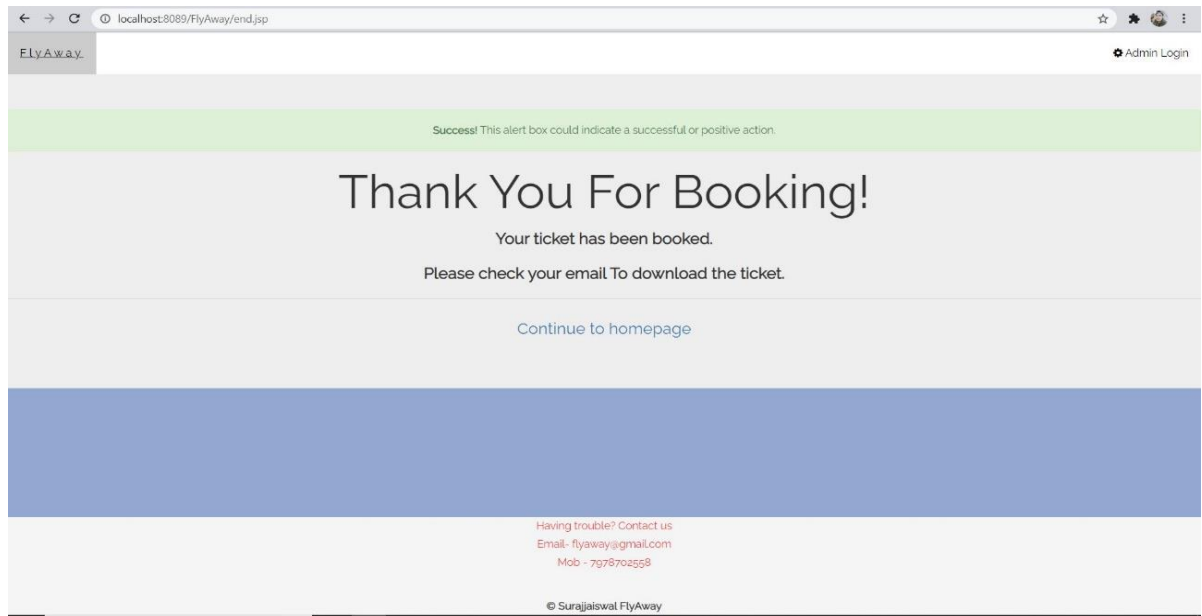 localhost:8089/FlyAway/end.jsp
FlyAway
Admin Login
Success! This alert box could indicate a successful or positive action.
Thank You For Booking!
Your ticket has been booked.
Please check your email To download the ticket.
Continue to homepage
Having trouble? Contact us
Email- flyaway@gmail.com
Mob - 7978702558
© Surajjaiswal FlyAway